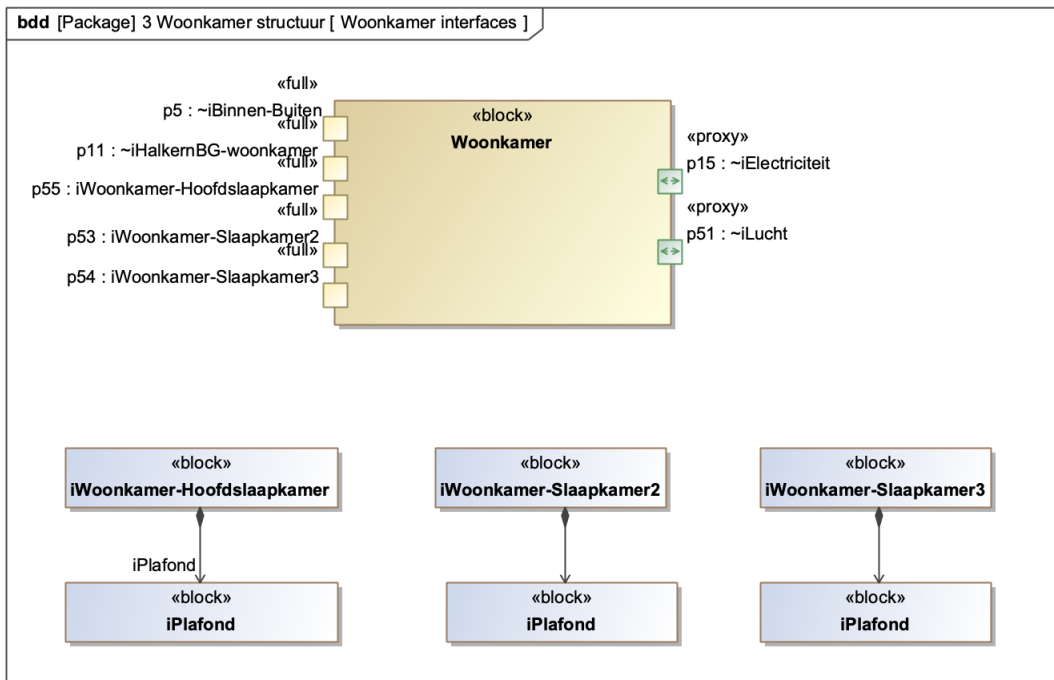 bdd [Package] 3 Woonkamer structuur [ Woonkamer interfaces ]
«full»
p5 : ~iBinnen-Buiten
«full»
p11 : ~iHalkernBG-woonkamer
«full»
p55 : iWoonkamer-Hoofdslaapkamer
«full»
p53 : iWoonkamer-Slaapkamer2
«full»
p54 : iWoonkamer-Slaapkamer3
«block»
Woonkamer
«proxy»
p15 : ~iElectriciteit
«proxy»
p51 : ~iLucht
«block»
iWoonkamer-Hoofdslaapkamer
«block»
iWoonkamer-Slaapkamer2
«block»
iWoonkamer-Slaapkamer3
iPlafond
«block»
iPlafond
«block»
iPlafond
«block»
iPlafond